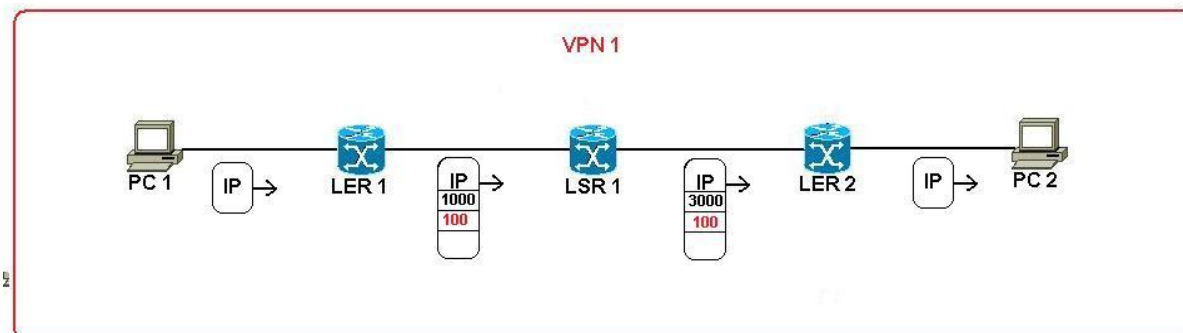 VPN 1
PC 1
IP
LER 1
IP
1000
100
LSR 1
IP
3000
100
LER 2
IP
PC 2